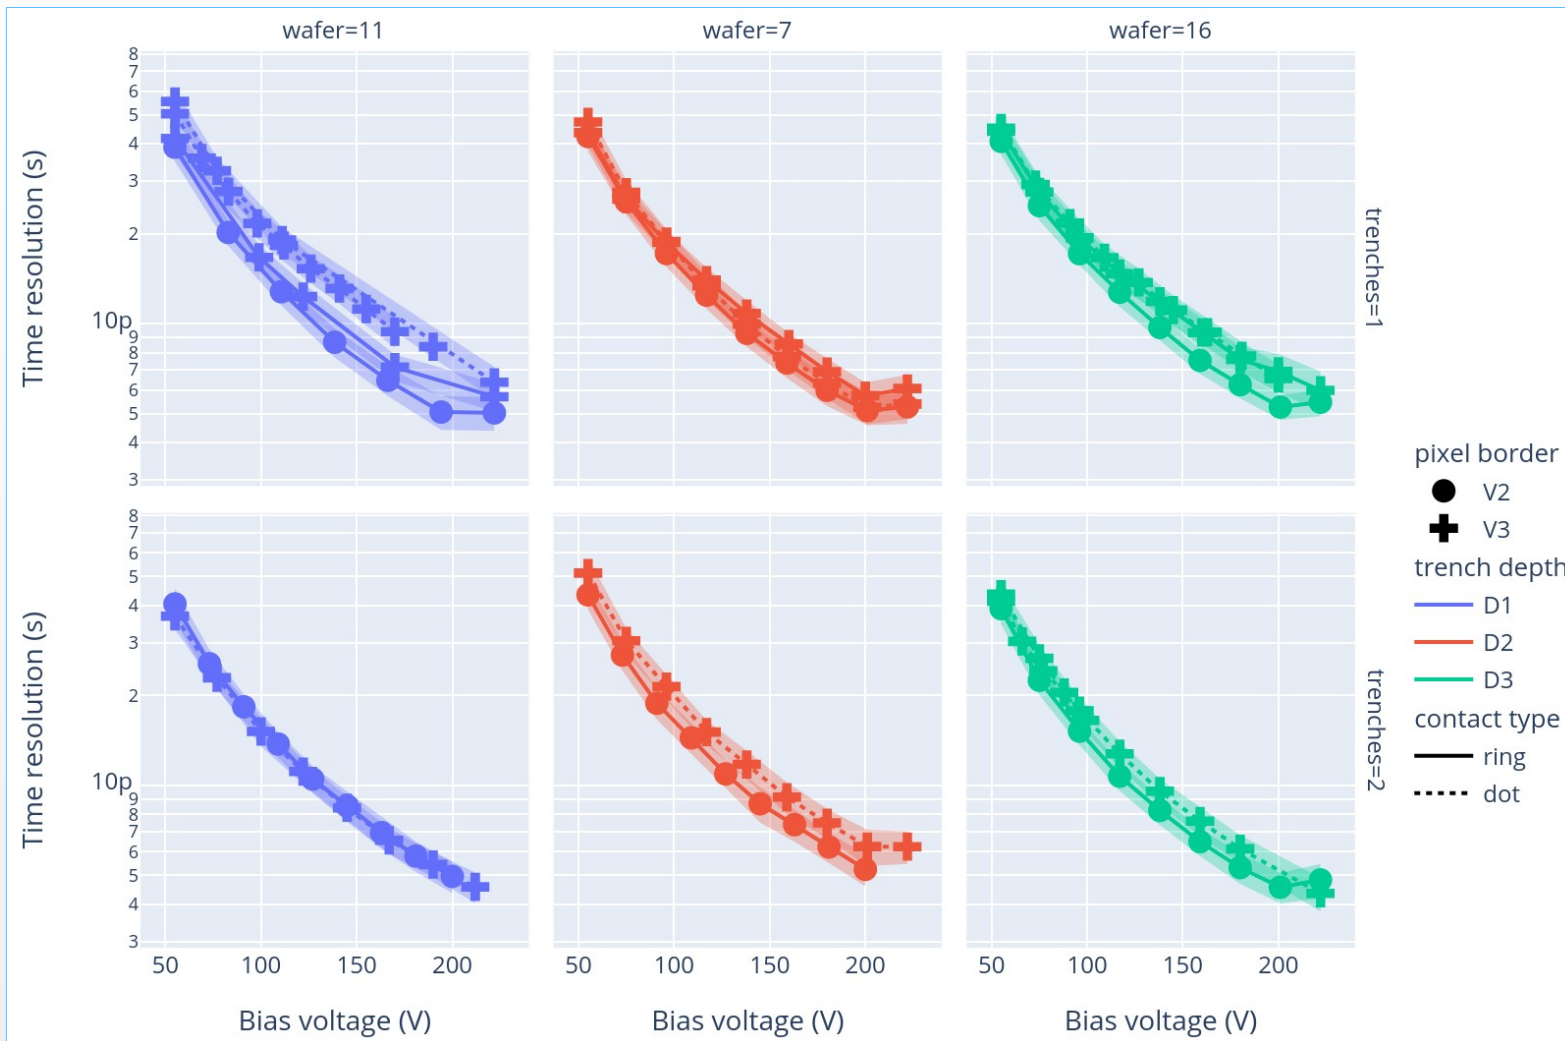 wafer=11
wafer=7
wafer=16
8
7
6
5
4
3
2
10p
9
8
7
6
5
4
3
Time resolution (s)
trenches=1
8
7
6
5
4
3
2
10p
9
8
7
6
5
4
3
Time resolution (s)
trenches=2
50 100 150 200
50 100 150 200
50 100 150 200
Bias voltage (V)
Bias voltage (V)
Bias voltage (V)
pixel border
V2
V3
trench depth
D1
D2
D3
contact type
ring
dot